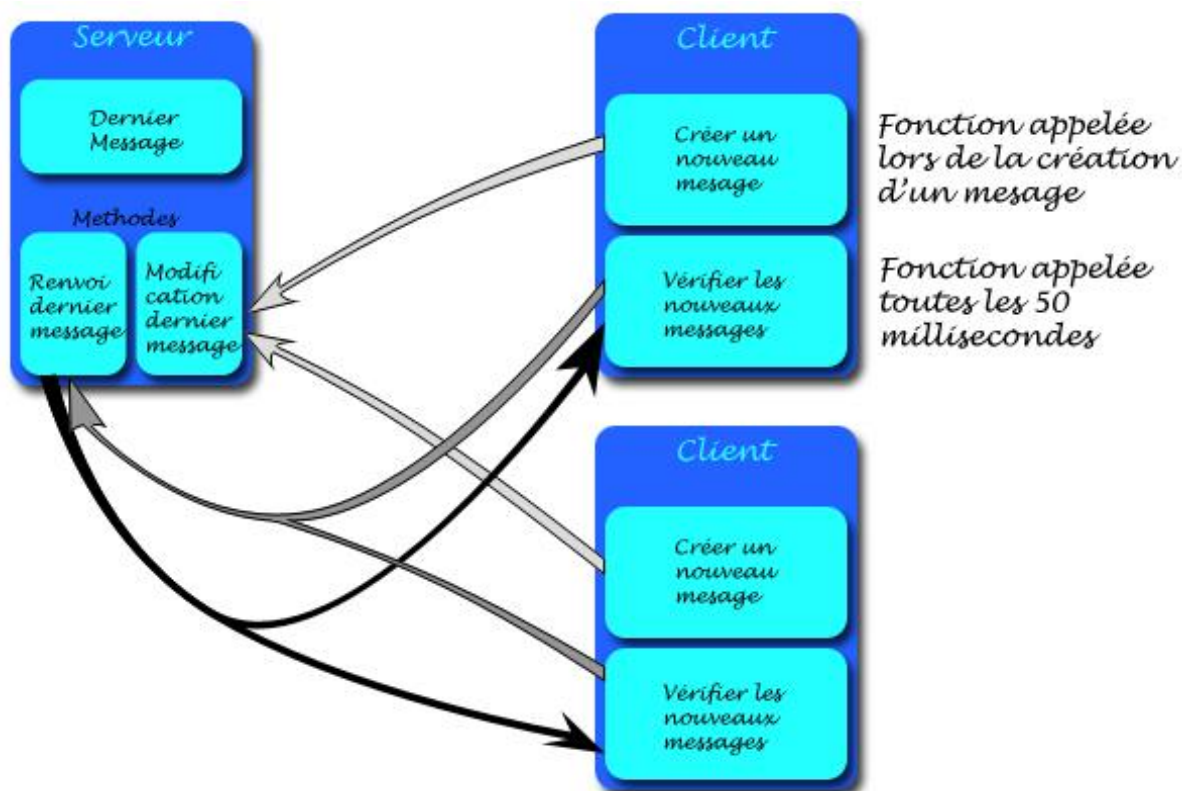 Serveur
Dernier
Message
Methodes
Renvoi
dernier
message
Modifi
cation
dernier
message
Client
Créer un
nouveau
mesage
Vérifier les
nouveaux
messages
Fonction appelée
lors de la création
d'un mesage
Fonction appelée
toutes les 50
millisecondes
Client
Créer un
nouveau
mesage
Vérifier les
nouveaux
messages